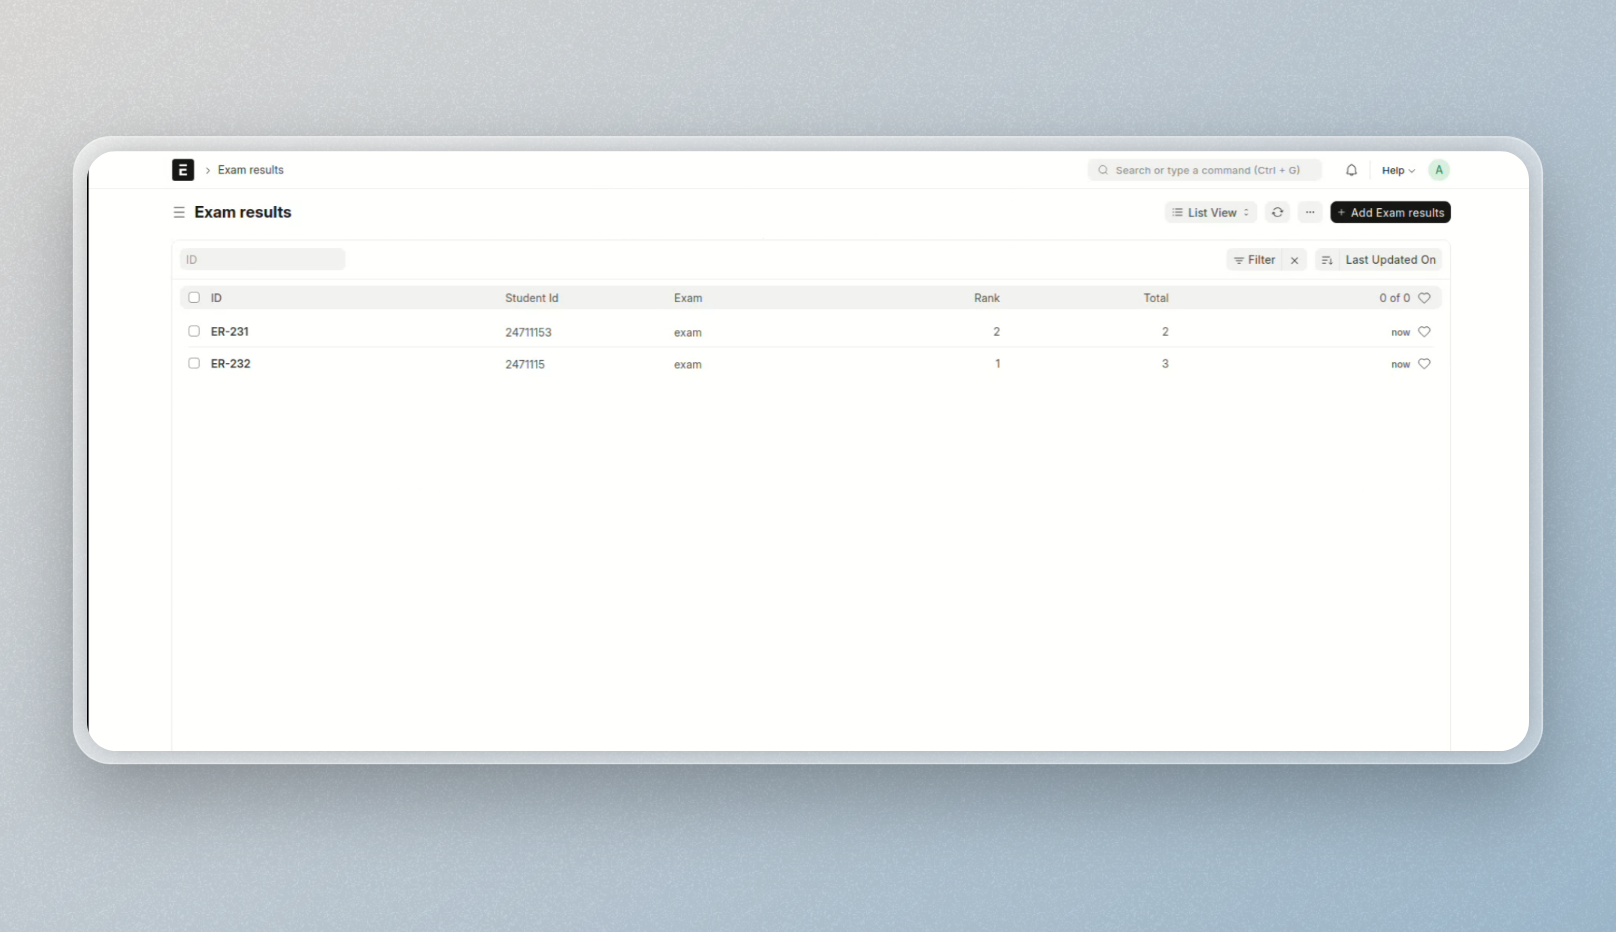 E › Exam results Search or type a command (Ctrl + G) Help A
Exam results List View ... + Add Exam results
ID Filter × Last Updated On
ID Student Id Exam Rank Total 0 of 0
ER-231 24711153 exam 2 2 now
ER-232 2471115 exam 1 3 now